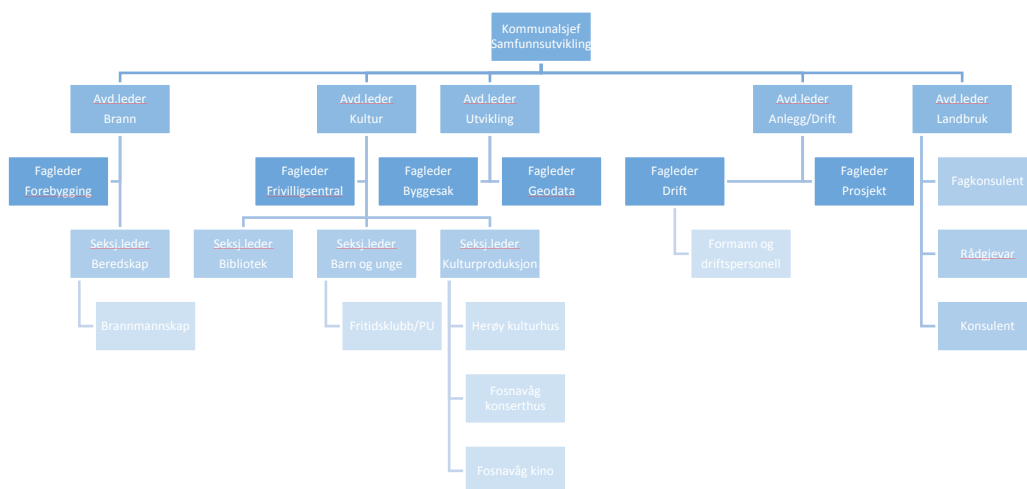 Kommunalsjef
Samfunnsutvikling
Avd.leder
Brann
Avd.leder
Kultur
Avd.leder
Utvikling
Avd.leder
Anlegg/Drift
Avd.leder
Landbruk
Fagleder
Forebygging
Fagleder
Frivilligsentral
Fagleder
Byggesak
Fagleder
Geodata
Fagleder
Drift
Fagleder
Prosjekt
Fagkonsulent
Seksj.leder
Beredskap
Seksj.leder
Bibliotek
Seksj.leder
Barn og unge
Seksj.leder
Kulturproduksjon
Formann og
driftspersonell
Rådgjevar
Brannmannskap
Fritidsklubb/PU
Herøy kulturhus
Konsulent
Fosnavåg
konserthus
Fosnavåg kino